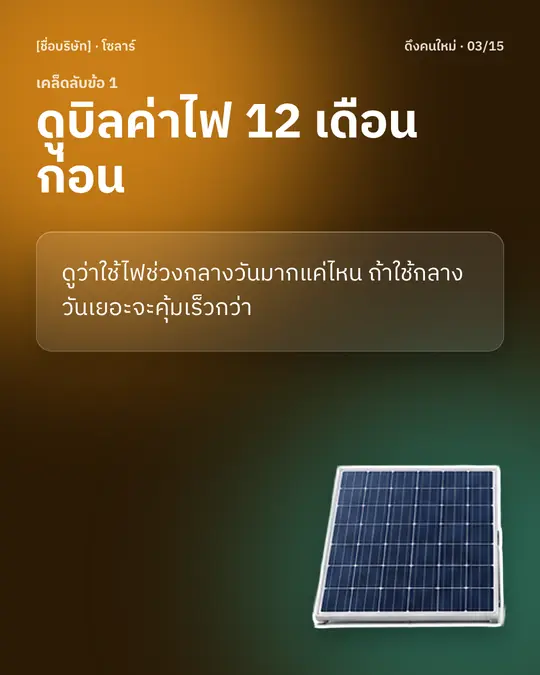 [ชื่อบริษัท] · โซลาร์
ดึงคนใหม่ · 03/15
เคล็ดลับข้อ 1
ดูบิลค่าไฟ 12 เดือน
ก่อน
ดูว่าใช้ไฟช่วงกลางวันมากแค่ไหน ถ้าใช้กลาง
วันเยอะจะคุ้มเร็วกว่า